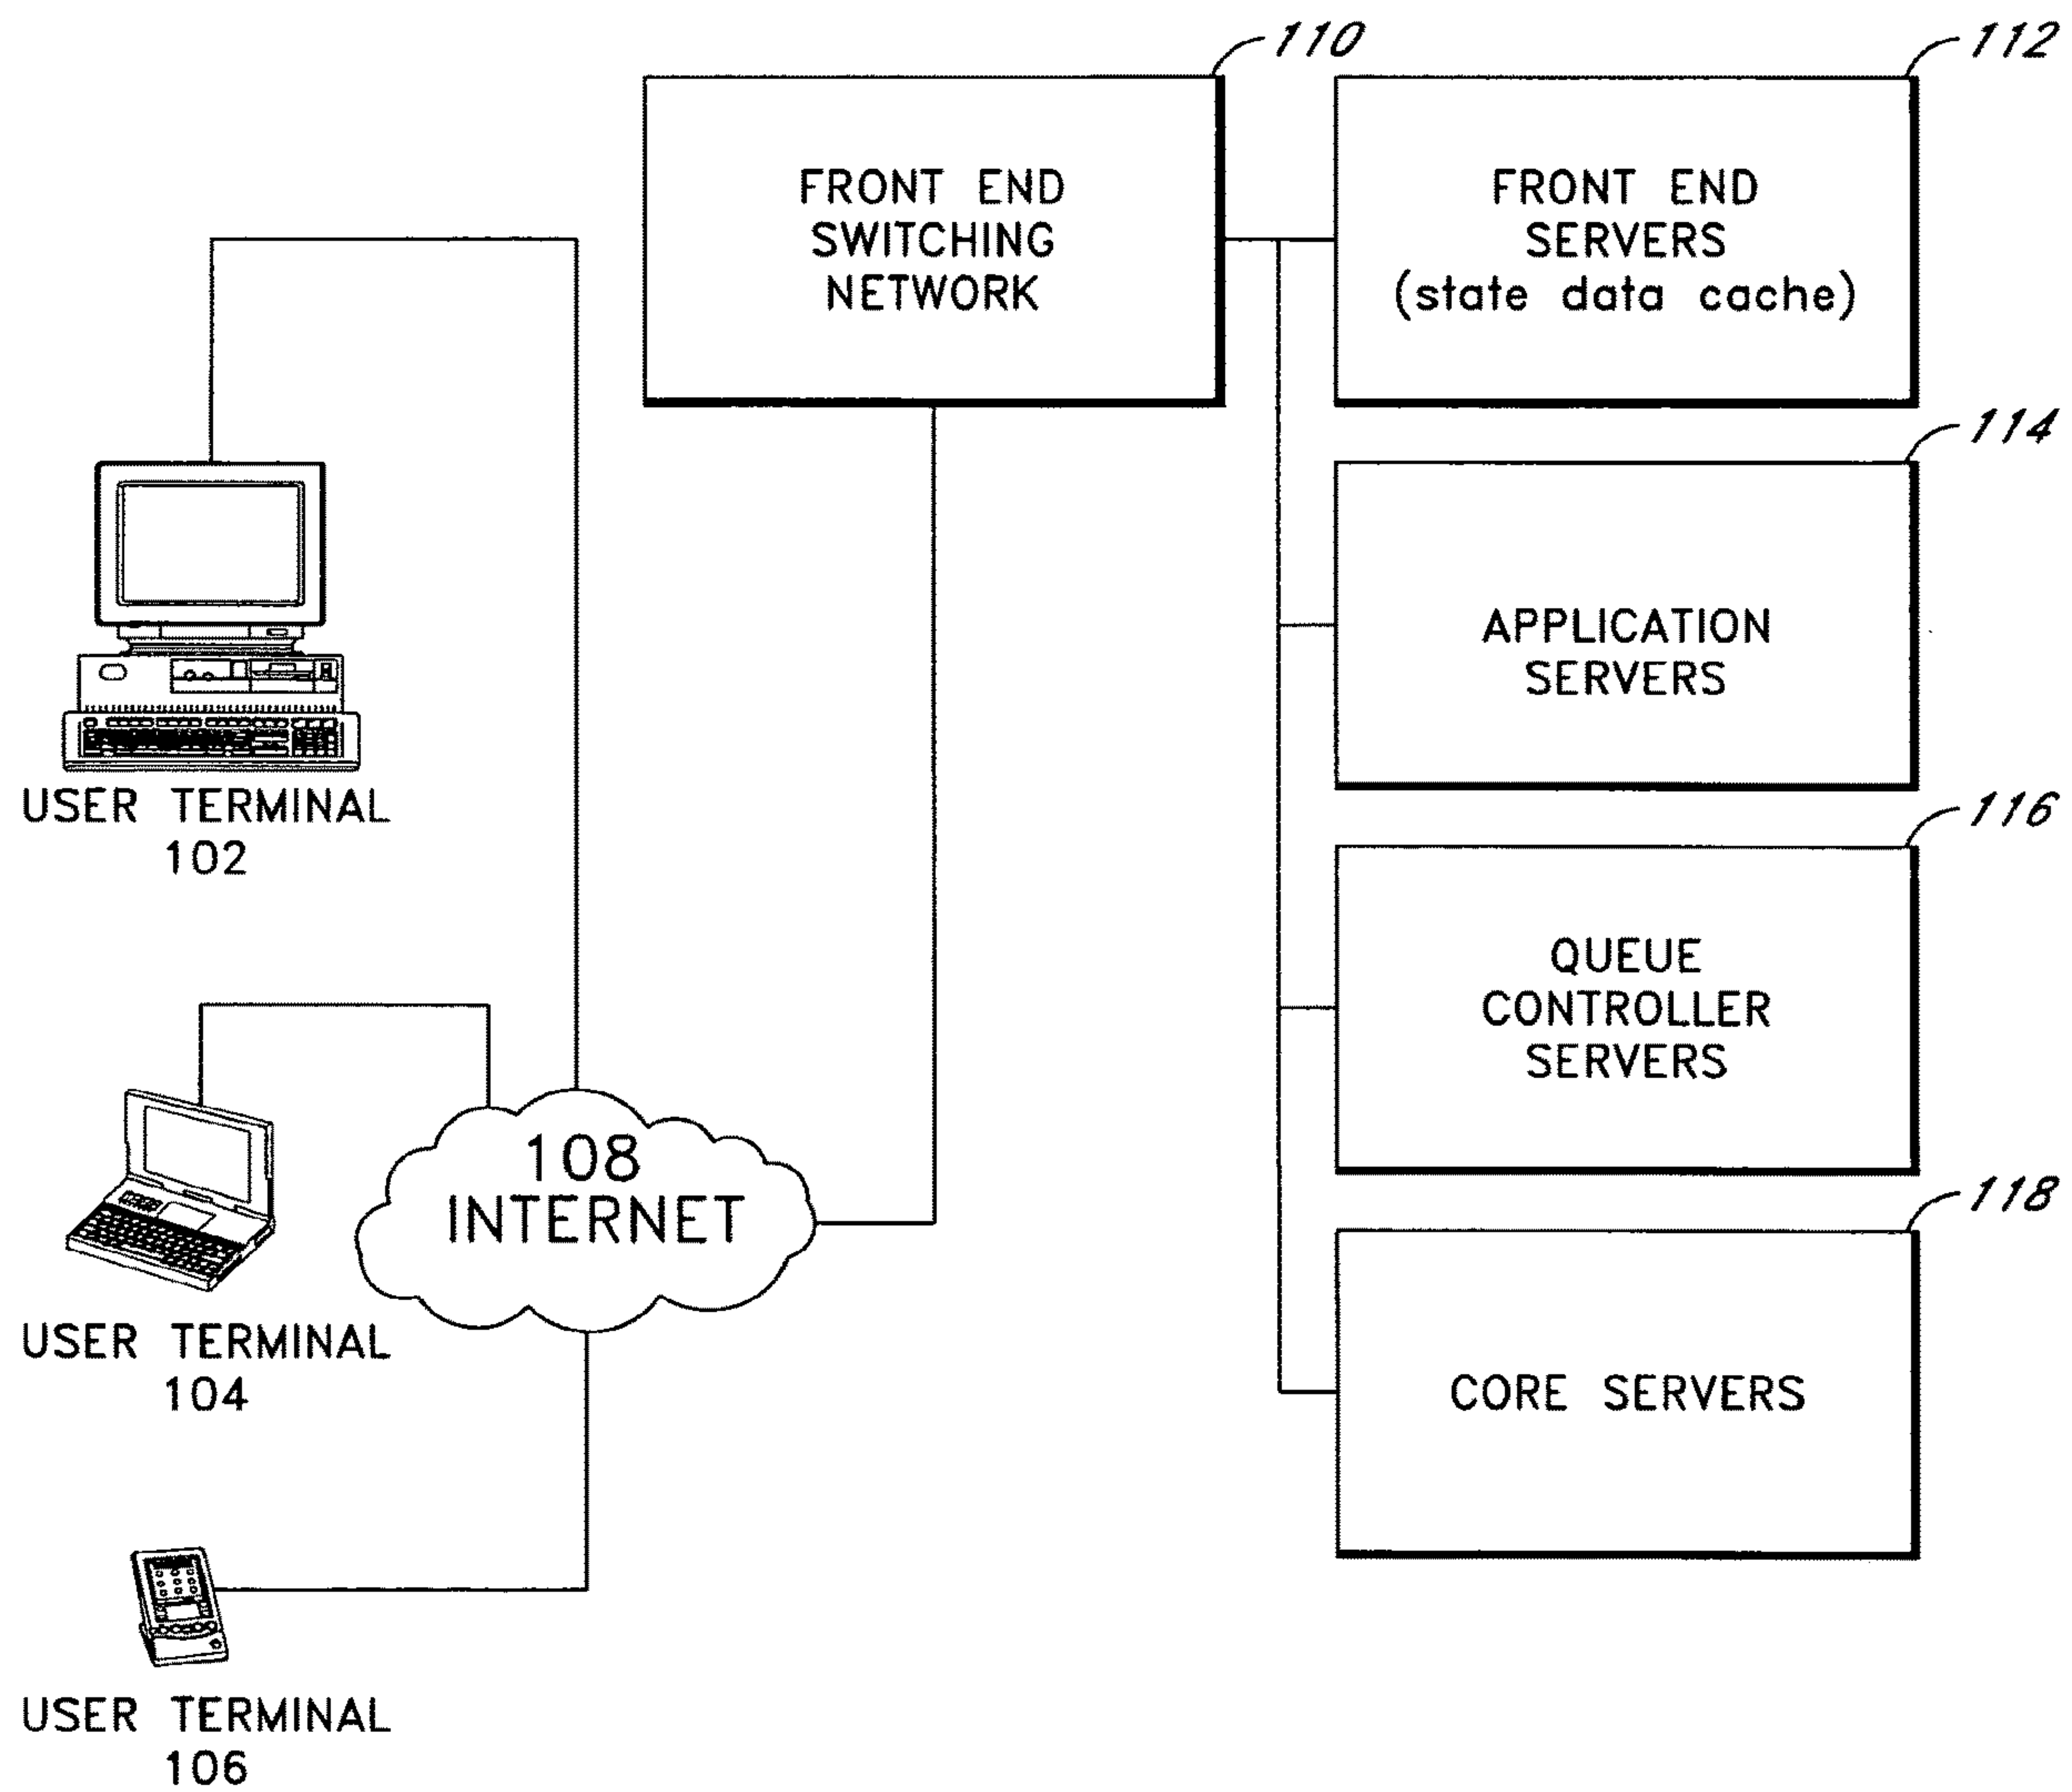 110
FRONT END
SWITCHING
NETWORK
112
FRONT END
SERVERS
(state data cache)
114
APPLICATION
SERVERS
116
QUEUE
CONTROLLER
SERVERS
118
CORE SERVERS
USER TERMINAL
102
108
INTERNET
USER TERMINAL
104
USER TERMINAL
106